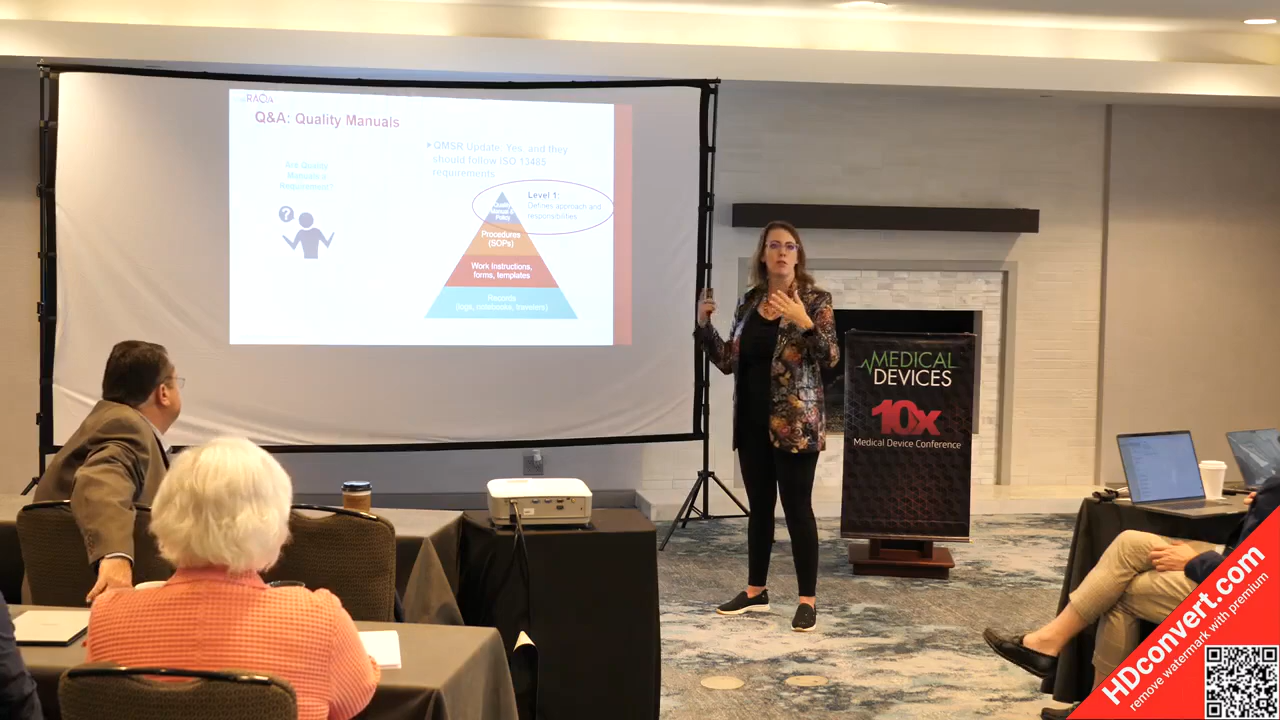 RAQA
Q&A: Quality Manuals
Are Quality
Manuals a
Requirement?
?
QMSR Update: Yes, and they
should follow ISO 13485
requirements
Level 1:
Defines approach and
responsibilities
Policy
Procedures
(SOPs)
Work Instructions,
forms, templates
Records
(logs, notebooks, travelers)
MEDICAL
DEVICES
10x
Medical Device Conference
HDconvert.com
remove watermark with premium